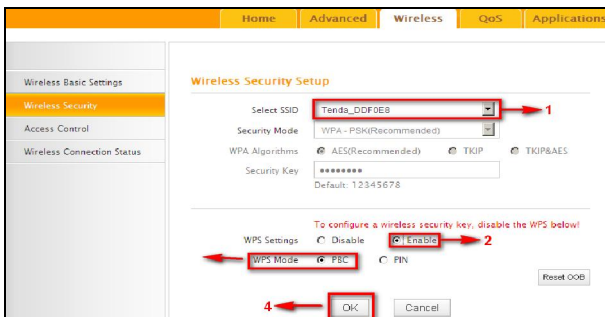 Home Advanced Wireless QoS Applications
Wireless Basic Settings
Wireless Security
Access Control
Wireless Connection Status
Wireless Security Setup
Select SSID Tenda_DDF0E8 1
Security Mode WPA - PSK(Recommended)
WPA Algorithms AES(Recommended) TKIP TKIP&AES
Security Key ********
Default: 12345678
To configure a wireless security key, disable the WPS below!
WPS Settings Disable Enable 2
WPS Mode PBC PIN
Reset OOB
4 OK Cancel